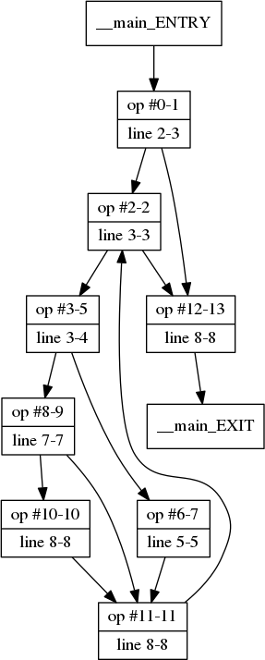 __main_ENTRY
op #0-1
line 2-3
op #2-2
line 3-3
op #3-5
line 3-4
op #12-13
line 8-8
op #8-9
line 7-7
__main_EXIT
op #10-10
line 8-8
op #6-7
line 5-5
op #11-11
line 8-8